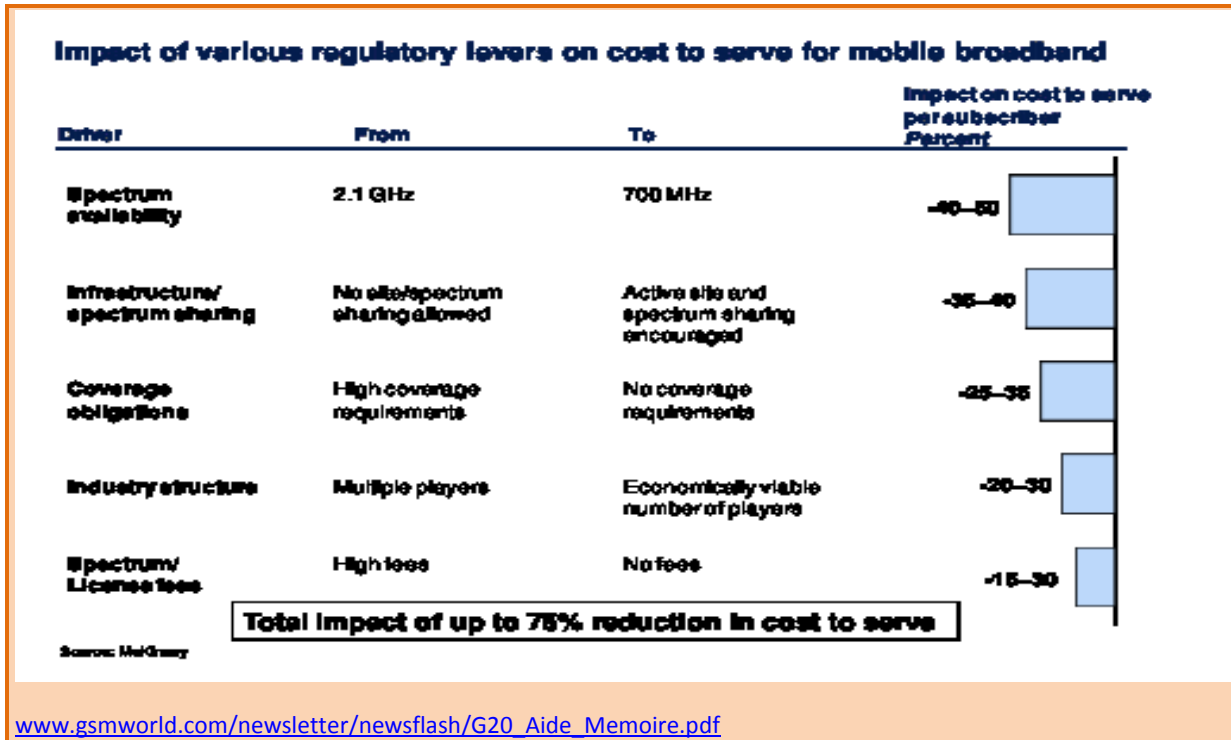 Impact of various regulatory levers on cost to serve for mobile broadband
Impact on cost to serve
per subscriber
Driver From To Percent
Spectrum 2.1 GHz 700 MHz
availability
-40–50
Infrastructure/ No site/spectrum Active site and
spectrum sharing sharing allowed spectrum sharing
encouraged
-35–40
Coverage High coverage No coverage
obligations requirements requirements
-25–35
Industry structure Multiple players Economically viable
number of players
-20–30
Spectrum/ High fees No fees
License fees
-15–30
Total impact of up to 75% reduction in cost to serve
Source: McKinsey
www.gsmworld.com/newsletter/newsflash/G20_Aide_Memoire.pdf